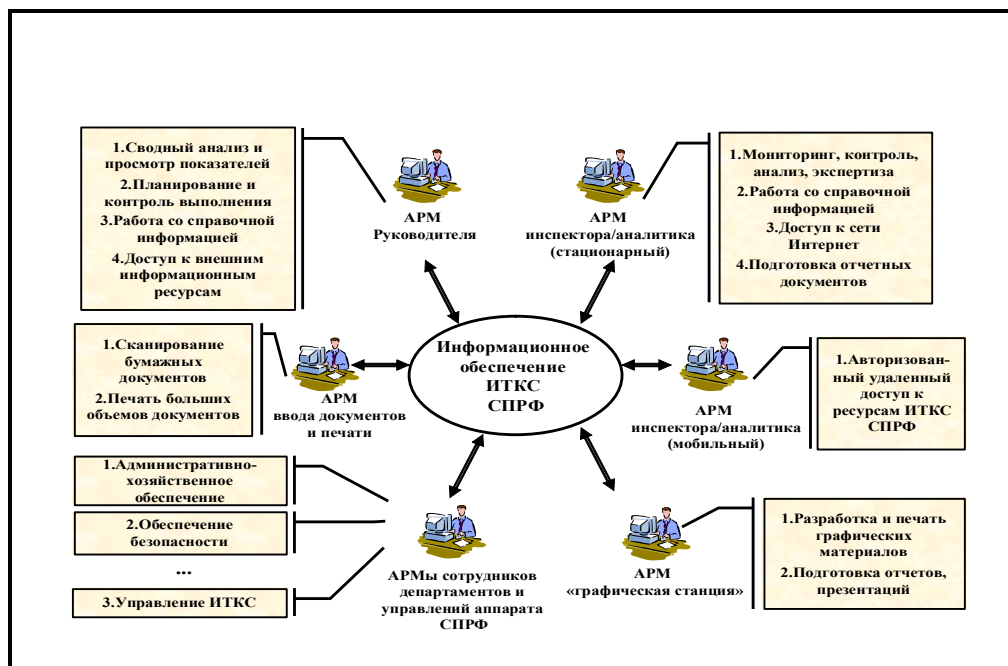 1.Сводный анализ и
просмотр показателей
2.Планирование и
контроль выполнения
3.Работа со справочной
информацией
4.Доступ к внешним
информационным
ресурсам
АРМ
Руководителя
АРМ
инспектора/аналитика
(стационарный)
1.Мониторинг, контроль,
анализ, экспертиза
2.Работа со справочной
информацией
3.Доступ к сети
Интернет
4.Подготовка отчетных
документов
1.Сканирование
бумажных
документов
2.Печать больших
объемов документов
АРМ
ввода документов
и печати
Информационное
обеспечение
ИТКС
СПРФ
АРМ
инспектора/аналитика
(мобильный)
1.Авторизован-
ный удаленный
доступ к
ресурсам ИТКС
СПРФ
1.Административно-
хозяйственное
обеспечение
2.Обеспечение
безопасности
...
3.Управление ИТКС
АРМы сотрудников
департаментов и
управлений аппарата
СПРФ
АРМ
«графическая станция»
1.Разработка и печать
графических
материалов
2.Подготовка отчетов,
презентаций